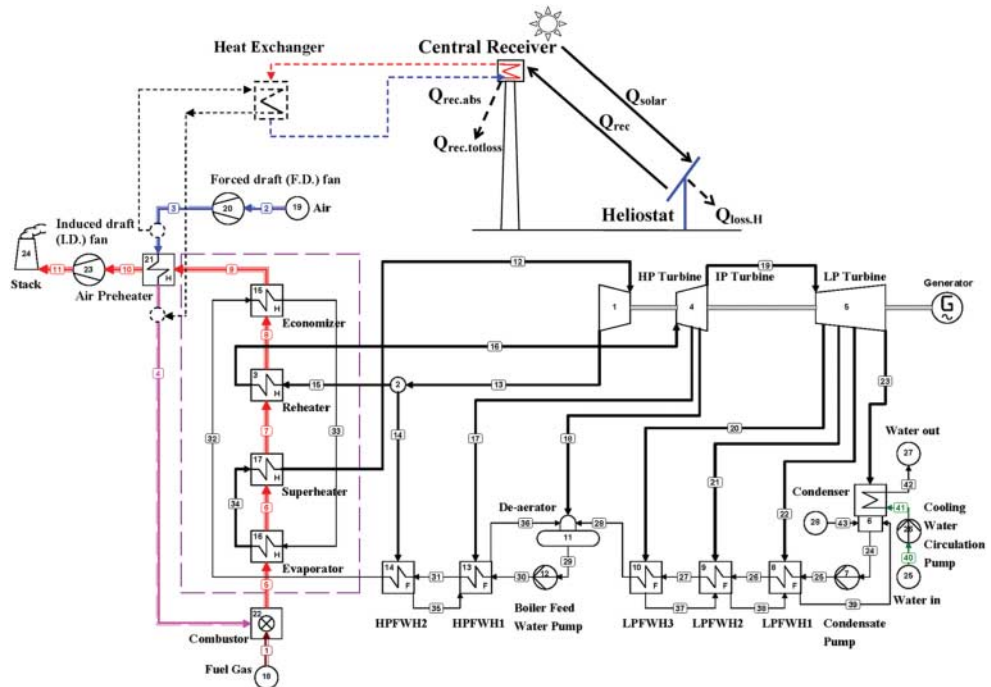 Heat Exchanger
Central Receiver
Q rec.abs
Q solar
Q rec
Q rec.totloss
Heliostat
Q loss.H
Forced draft (F.D.) fan
3
20
2
19
Air
Induced draft
(I.D.) fan
24
11
23
10
21
H
9
Stack
Air Preheater
12
HP Turbine
19
IP Turbine
LP Turbine
Generator
G
1
4
5
15
H
Economizer
8
16
3
H
Reheater
15
2
13
4
32
33
14
17
18
20
23
7
17
H
Superheater
34
6
16
H
Evaporator
5
22
Combustor
1
Fuel Gas
18
De-aerator
36
11
28
29
21
22
Water out
27
Condenser
42
41
Cooling
Water
Circulation
Pump
26
43
6
24
40
25
Water in
14
F
31
13
F
30
12
10
F
27
9
F
26
8
F
25
7
35
37
38
39
Boiler Feed
Water Pump
HPFWH2
HPFWH1
LPFWH3
LPFWH2
LPFWH1
Condensate
Pump